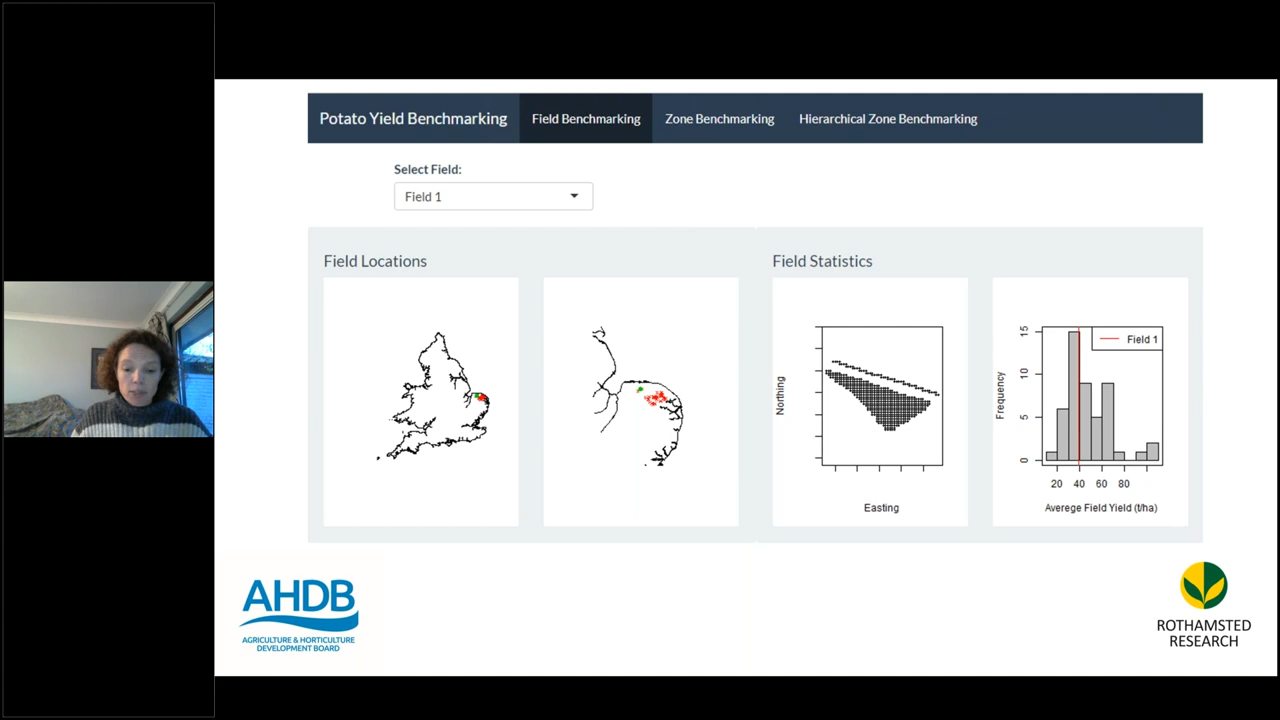 Potato Yield Benchmarking Field Benchmarking Zone Benchmarking Hierarchical Zone Benchmarking
Select Field:
Field 1
Field Locations
Field Statistics
Northing
Easting
Frequency
15
10
5
0
Field 1
20 40 60 80
Averege Field Yield (t/ha)
AHDB
AGRICULTURE & HORTICULTURE
DEVELOPMENT BOARD
ROTHAMSTED
RESEARCH